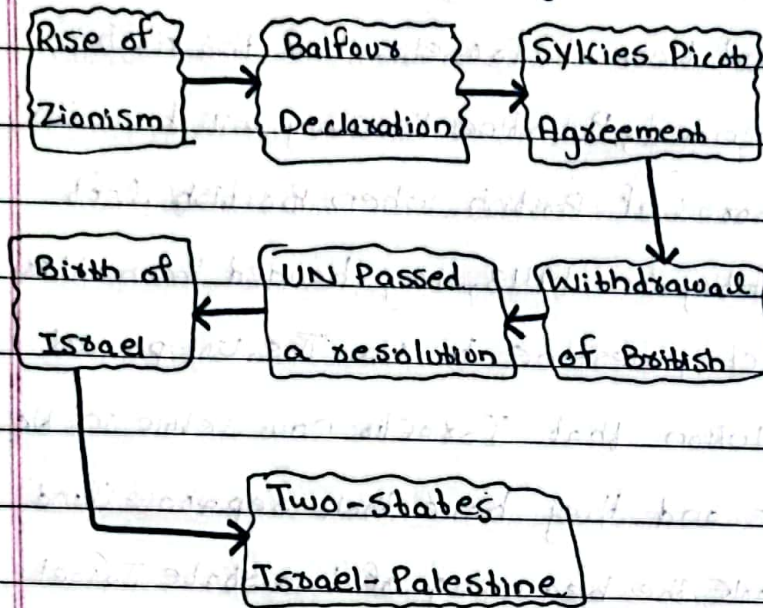 Rise of
Zionism
Balfour
Declaration
Sykies Picot
Agreement
Withdrawal
of British
UN Passed
a resolution
Birth of
Israel
Two-States
Israel-Palestine